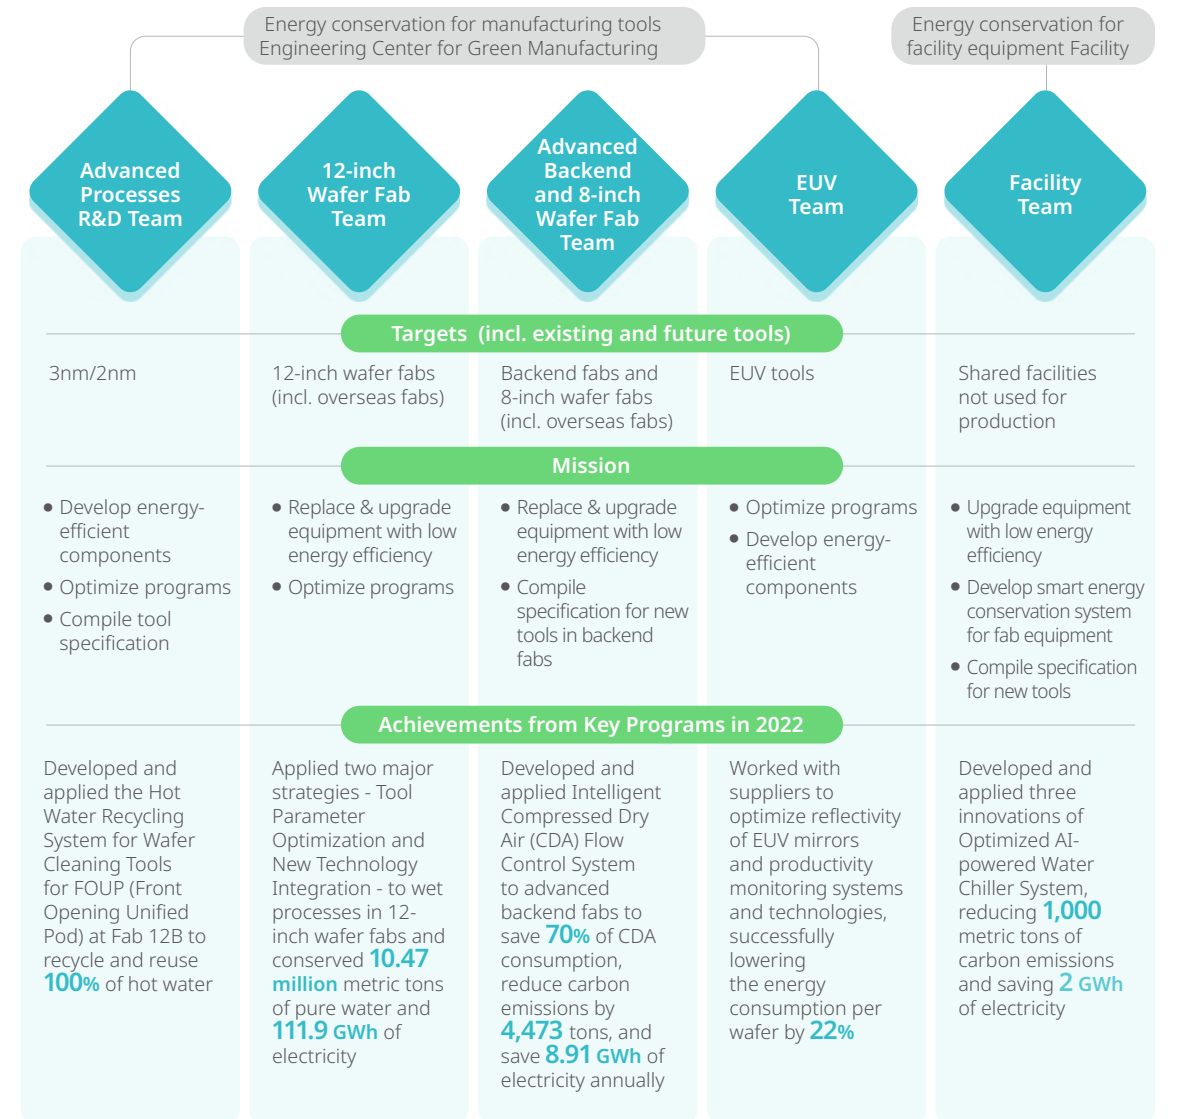 Energy conservation for manufacturing tools
Engineering Center for Green Manufacturing
Energy conservation for
facility equipment Facility
Advanced
Processes
R&D Team
12-inch
Wafer Fab
Team
Advanced
Backend
and 8-inch
Wafer Fab
Team
EUV
Team
Facility
Team
Targets (incl. existing and future tools)
3nm/2nm
12-inch wafer fabs
(incl. overseas fabs)
Backend fabs and
8-inch wafer fabs
(incl. overseas fabs)
EUV tools
Shared facilities
not used for
production
Mission
• Develop energy-
efficient
components
• Optimize programs
• Compile tool
specification
• Replace & upgrade
equipment with low
energy efficiency
• Optimize programs
• Replace & upgrade
equipment with low
energy efficiency
• Compile
specification for new
tools in backend
fabs
• Optimize programs
• Develop energy-
efficient
components
• Upgrade equipment
with low energy
efficiency
• Develop smart energy
conservation system
for fab equipment
• Compile specification
for new tools
Achievements from Key Programs in 2022
Developed and
applied the Hot
Water Recycling
System for Wafer
Cleaning Tools
for FOUP (Front
Opening Unified
Pod) at Fab 12B to
recycle and reuse
100% of hot water
Applied two major
strategies - Tool
Parameter
Optimization and
New Technology
Integration - to wet
processes in 12-
inch wafer fabs and
conserved 10.47
million metric tons
of pure water and
111.9 GWh of
electricity
Developed and
applied Intelligent
Compressed Dry
Air (CDA) Flow
Control System
to advanced
backend fabs to
save 70% of CDA
consumption,
reduce carbon
emissions by
4,473 tons, and
save 8.91 GWh of
electricity annually
Worked with
suppliers to
optimize reflectivity
of EUV mirrors
and productivity
monitoring systems
and technologies,
successfully
lowering
the energy
consumption per
wafer by 22%
Developed and
applied three
innovations of
Optimized AI-
powered Water
Chiller System,
reducing 1,000
metric tons of
carbon emissions
and saving 2 GWh
of electricity